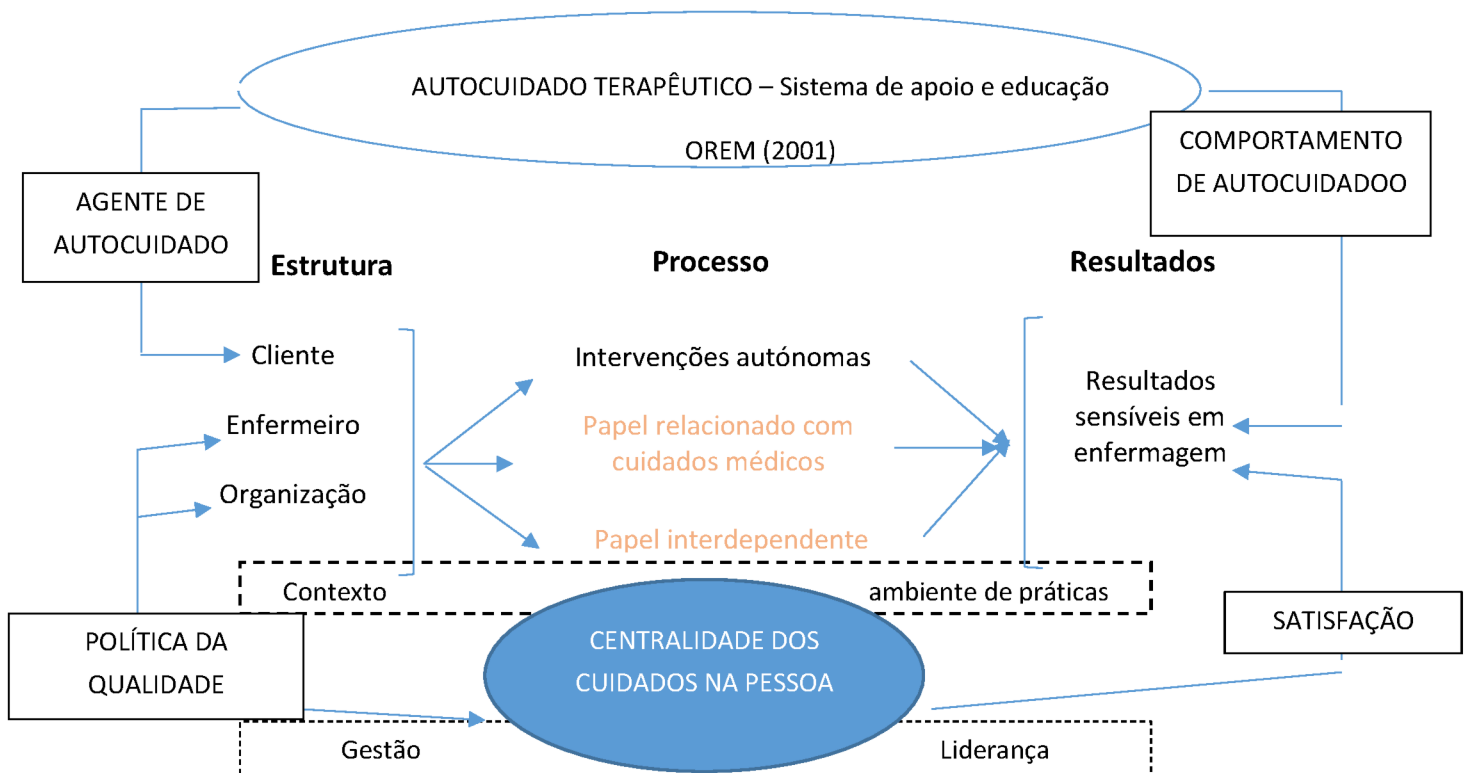 AUTOCUIDADO TERAPÊUTICO – Sistema de apoio e educação
OREM (2001)
AGENTE DE
AUTOCUIDADO
COMPORTAMENTO
DE AUTOCUIDADOO
Estrutura
Processo
Resultados
Cliente
Enfermeiro
Organização
Intervenções autónomas
Papel relacionado com
cuidados médicos
Papel interdependente
Resultados
sensíveis em
enfermagem
Contexto
ambiente de práticas
POLÍTICA DA
QUALIDADE
CENTRALIDADE DOS
CUIDADOS NA PESSOA
SATISFAÇÃO
Gestão
Liderança